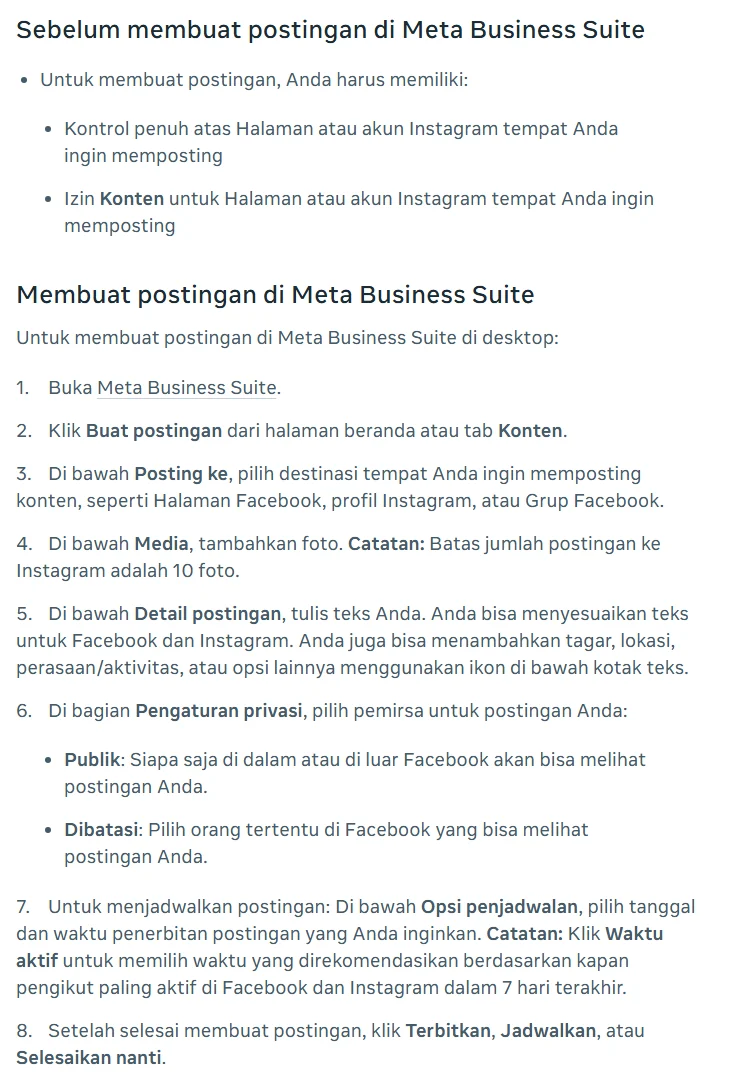 Sebelum membuat postingan di Meta Business Suite
• Untuk membuat postingan, Anda harus memiliki:
• Kontrol penuh atas Halaman atau akun Instagram tempat Anda
ingin memposting
• Izin Konten untuk Halaman atau akun Instagram tempat Anda ingin
memposting
Membuat postingan di Meta Business Suite
Untuk membuat postingan di Meta Business Suite di desktop:
1. Buka Meta Business Suite.
2. Klik Buat postingan dari halaman beranda atau tab Konten.
3. Di bawah Posting ke, pilih destinasi tempat Anda ingin memposting
konten, seperti Halaman Facebook, profil Instagram, atau Grup Facebook.
4. Di bawah Media, tambahkan foto. Catatan: Batas jumlah postingan ke
Instagram adalah 10 foto.
5. Di bawah Detail postingan, tulis teks Anda. Anda bisa menyesuaikan teks
untuk Facebook dan Instagram. Anda juga bisa menambahkan tagar, lokasi,
perasaan/aktivitas, atau opsi lainnya menggunakan ikon di bawah kotak teks.
6. Di bagian Pengaturan privasi, pilih pemirsa untuk postingan Anda:
• Publik: Siapa saja di dalam atau di luar Facebook akan bisa melihat
postingan Anda.
• Dibatasi: Pilih orang tertentu di Facebook yang bisa melihat
postingan Anda.
7. Untuk menjadwalkan postingan: Di bawah Opsi penjadwalan, pilih tanggal
dan waktu penerbitan postingan yang Anda inginkan. Catatan: Klik Waktu
aktif untuk memilih waktu yang direkomendasikan berdasarkan kapan
pengikut paling aktif di Facebook dan Instagram dalam 7 hari terakhir.
8. Setelah selesai membuat postingan, klik Terbitkan, Jadwalkan, atau
Selesaikan nanti.